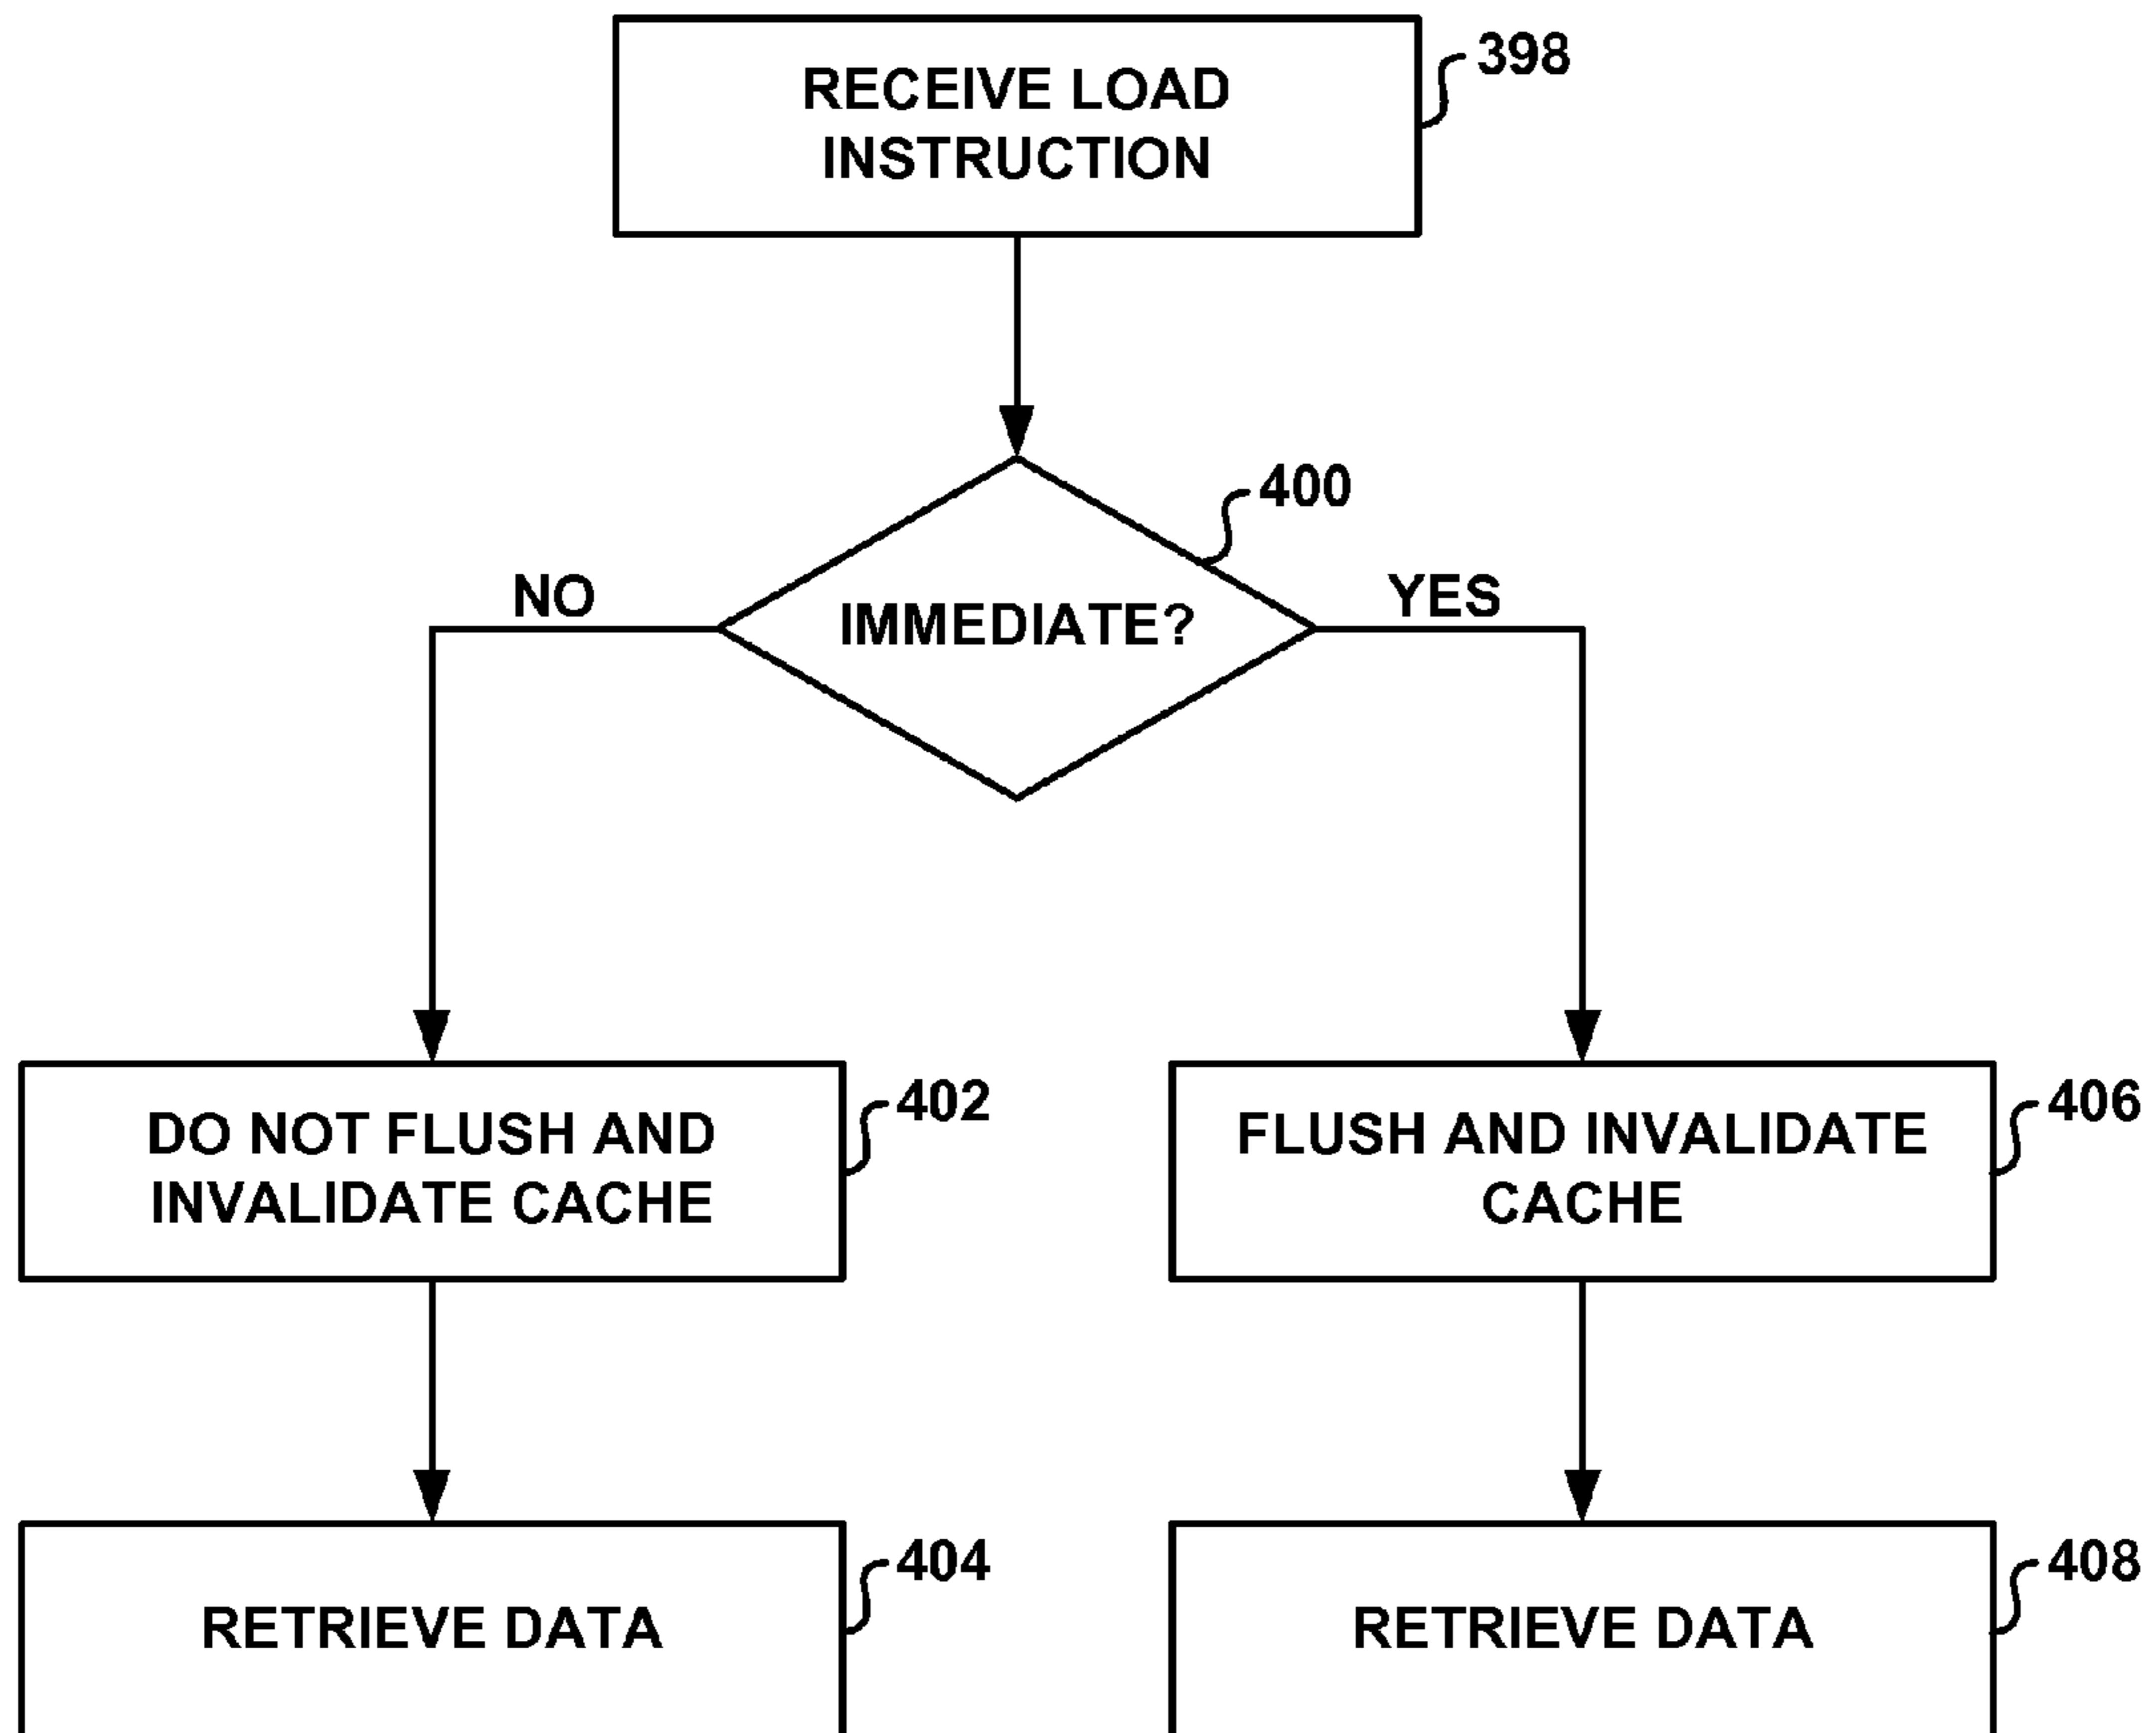 RECEIVE LOAD
INSTRUCTION
398
400
IMMEDIATE?
NO
YES
DO NOT FLUSH AND
INVALIDATE CACHE
402
FLUSH AND INVALIDATE
CACHE
406
RETRIEVE DATA
404
RETRIEVE DATA
408